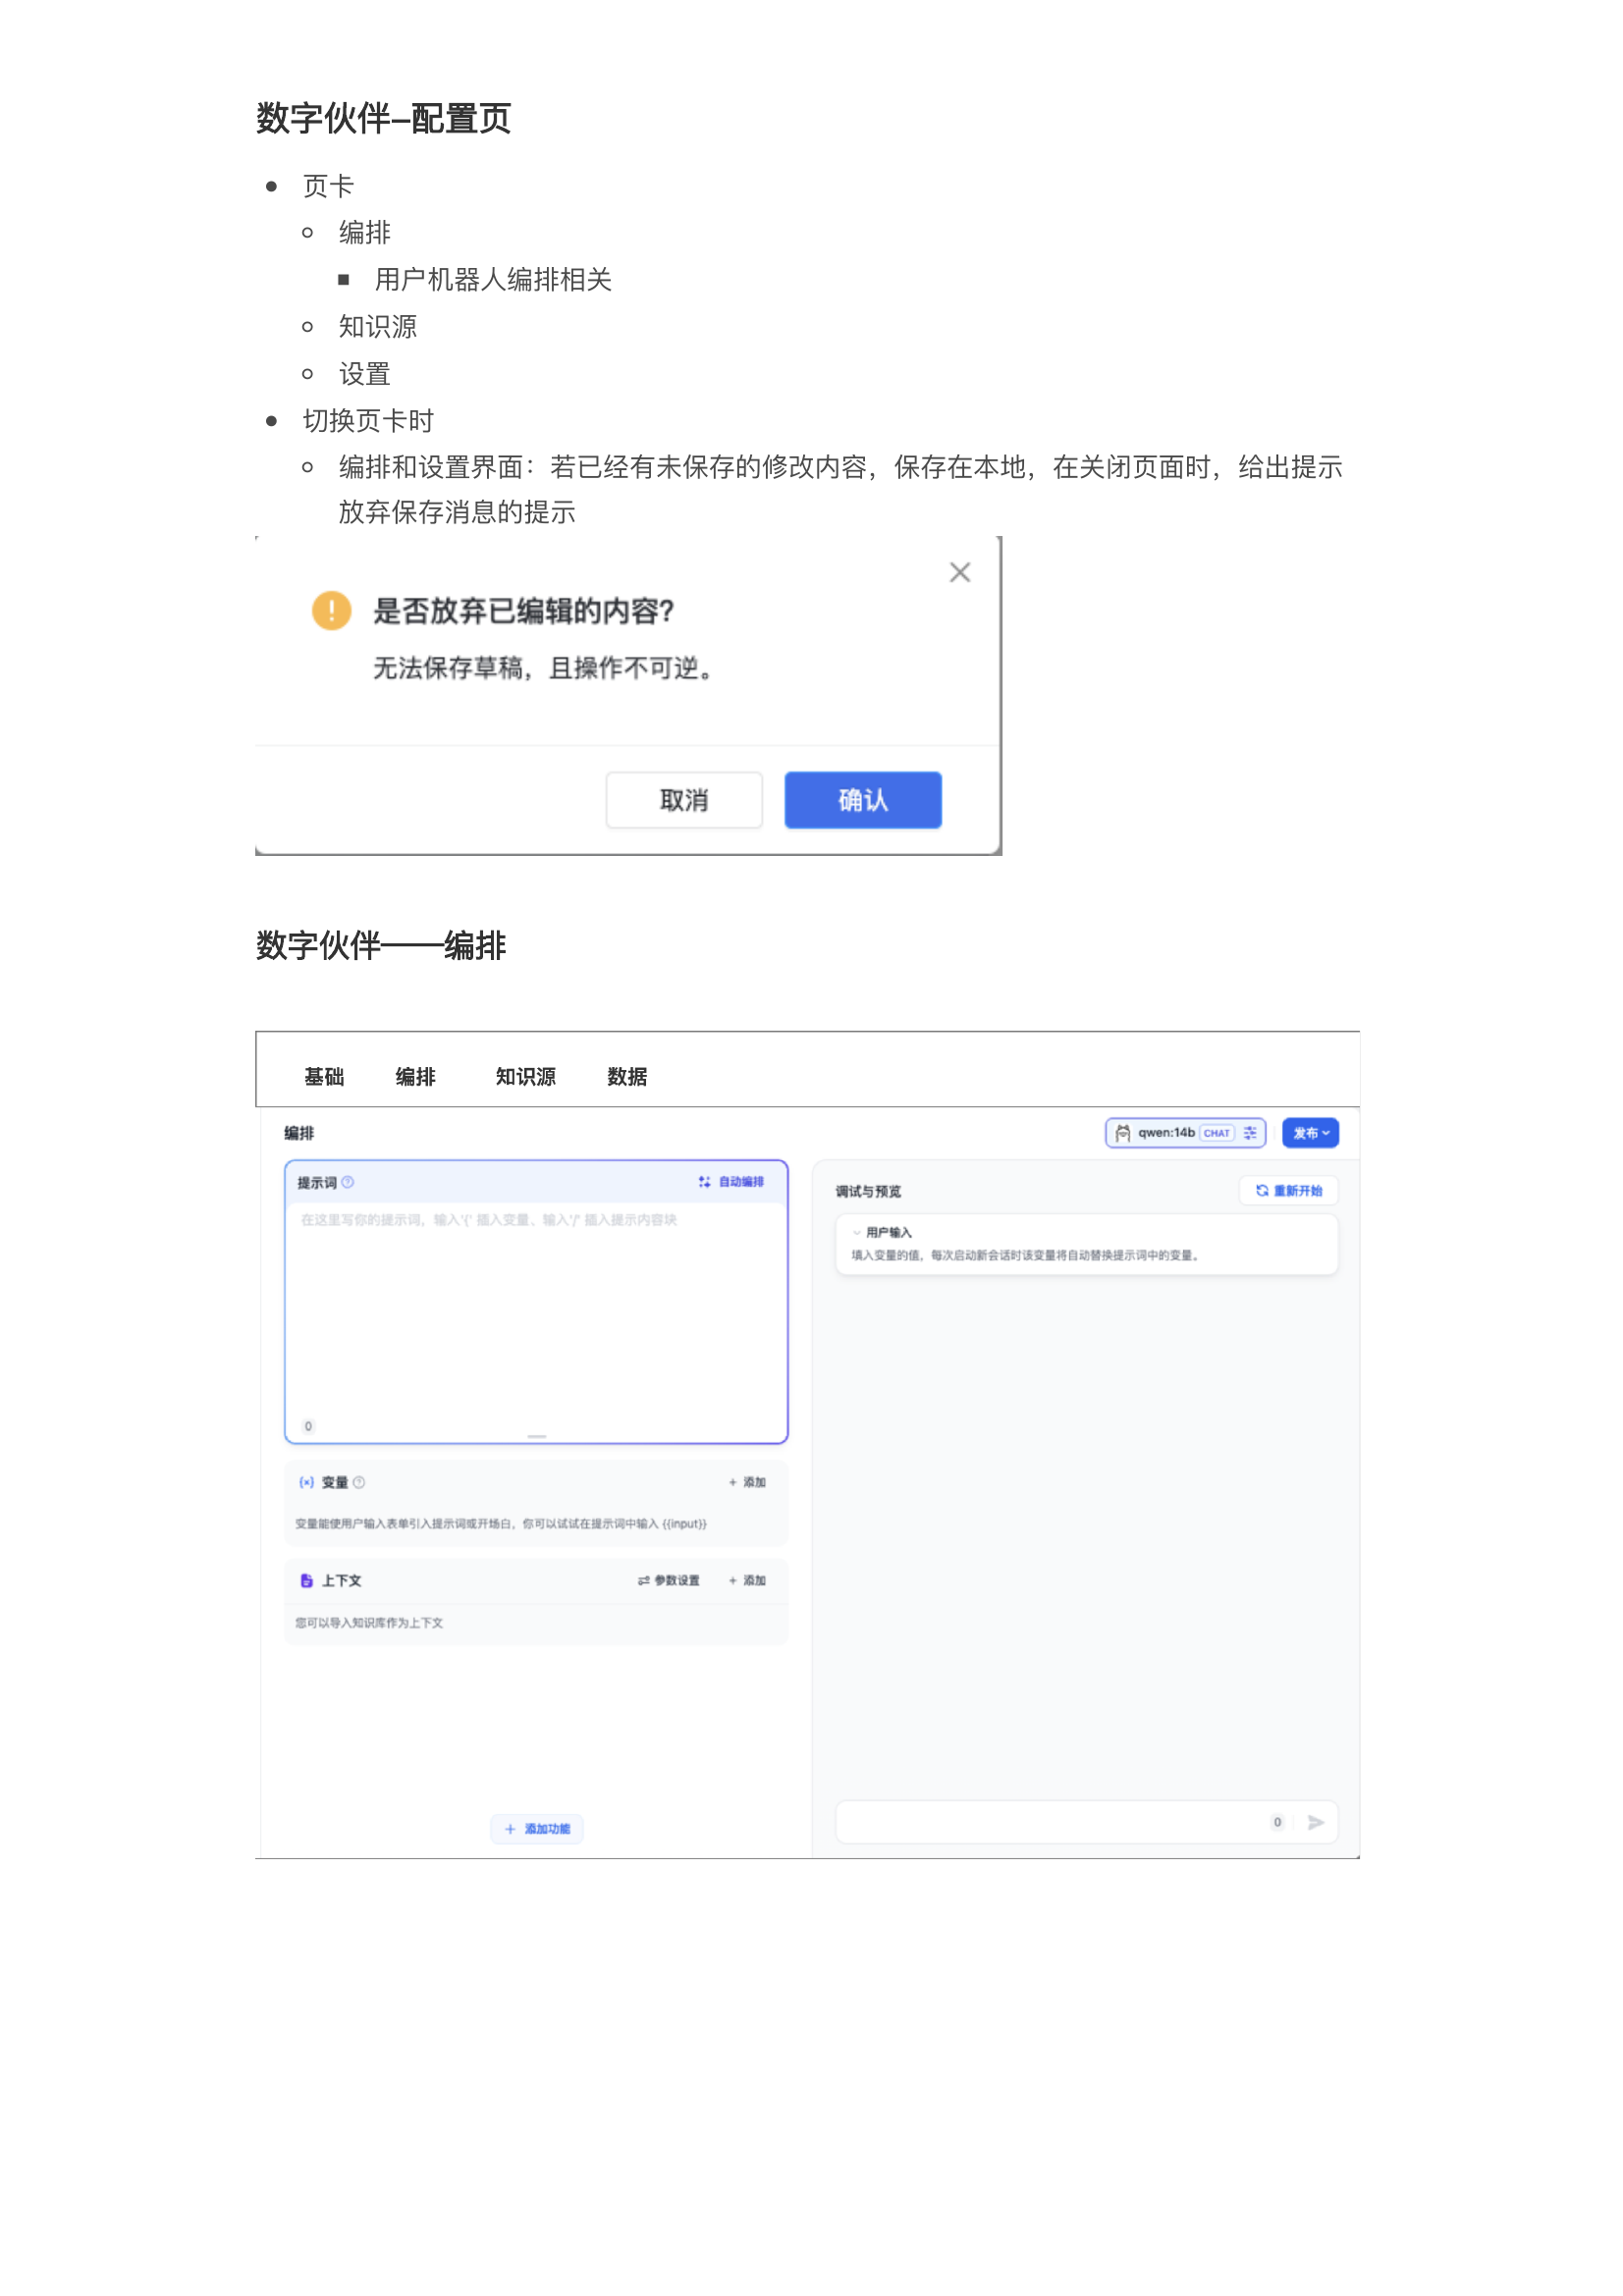 数字伙伴–配置页
页卡
编排
用户机器人编排相关
知识源
设置
切换页卡时
编排和设置界面：若已经有未保存的修改内容，保存在本地，在关闭页面时，给出提示
放弃保存消息的提示
是否放弃已编辑的内容?
无法保存草稿，且操作不可逆。
取消 确认
数字伙伴——编排
基础 编排 知识源 数据
编排 qwen:14b CHAT 发布
提示词 自动编排
在这里写你的提示词，输入'{' 插入变量、输入'/' 插入提示内容块
0
调试与预览 重新开始
用户输入
填入变量的值，每次启动新会话时该变量将自动替换提示词中的变量。
{×} 变量 + 添加
变量能使用户输入表单引入提示词或开场白，你可以试试在提示词中输入 {{input}}
上下文 参数设置 + 添加
您可以导入知识库作为上下文
+ 添加功能
0